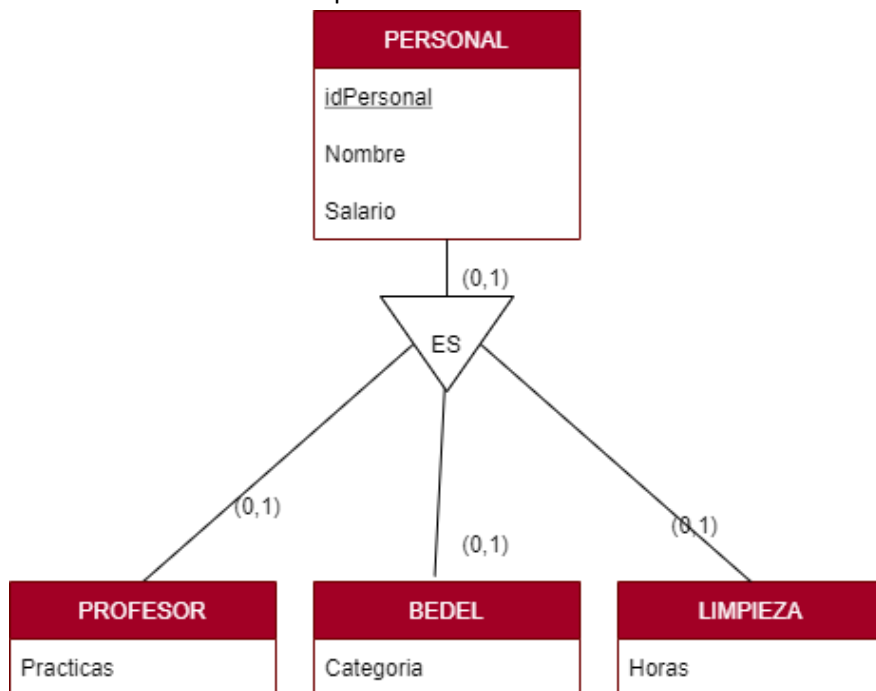 PERSONAL
idPersonal
Nombre
Salario
(0,1)
ES
(0,1)
(0,1)
(0,1)
PROFESOR
BEDEL
LIMPIEZA
Practicas
Categoria
Horas